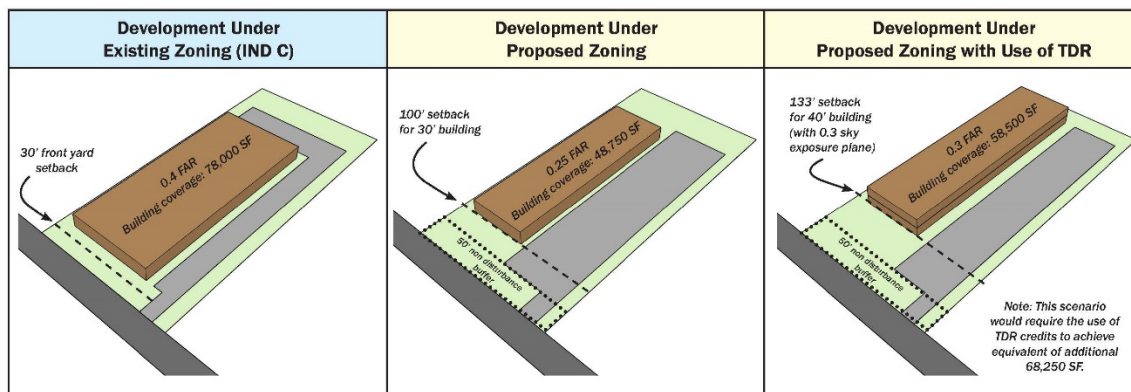 Development Under
Existing Zoning (IND C)
Development Under
Proposed Zoning
Development Under
Proposed Zoning with Use of TDR
30' front yard
setback
0.4 FAR
Building coverage: 78,000 SF
100' setback
for 30' building
0.25 FAR
Building coverage: 48,750 SF
50' non disturbance
buffer
133' setback
for 40' building
(with 0.3 sky
exposure plane)
0.3 FAR
Building coverage: 58,500 SF
50' non disturbance
buffer
Note: This scenario
would require the use of
TDR credits to achieve
equivalent of additional
68,250 SF.